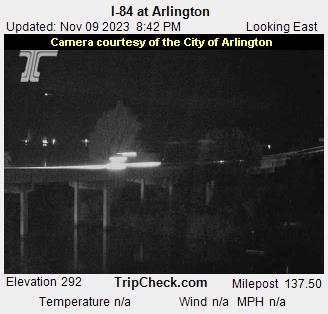 I-84 at Arlington
Updated: Nov 09 2023 8:42 PM Looking East
Camera courtesy of the City of Arlington
Elevation 292 TripCheck.com Milepost 137.50
Temperature n/a Wind n/a MPH n/a